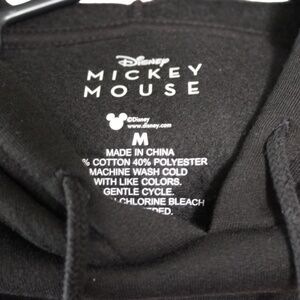 Disney
MICKEY
MOUSE
©Disney
www.disney.com
M
MADE IN CHINA
% COTTON 40% POLYESTER
MACHINE WASH COLD
WITH LIKE COLORS.
GENTLE CYCLE.
CHLORINE BLEACH